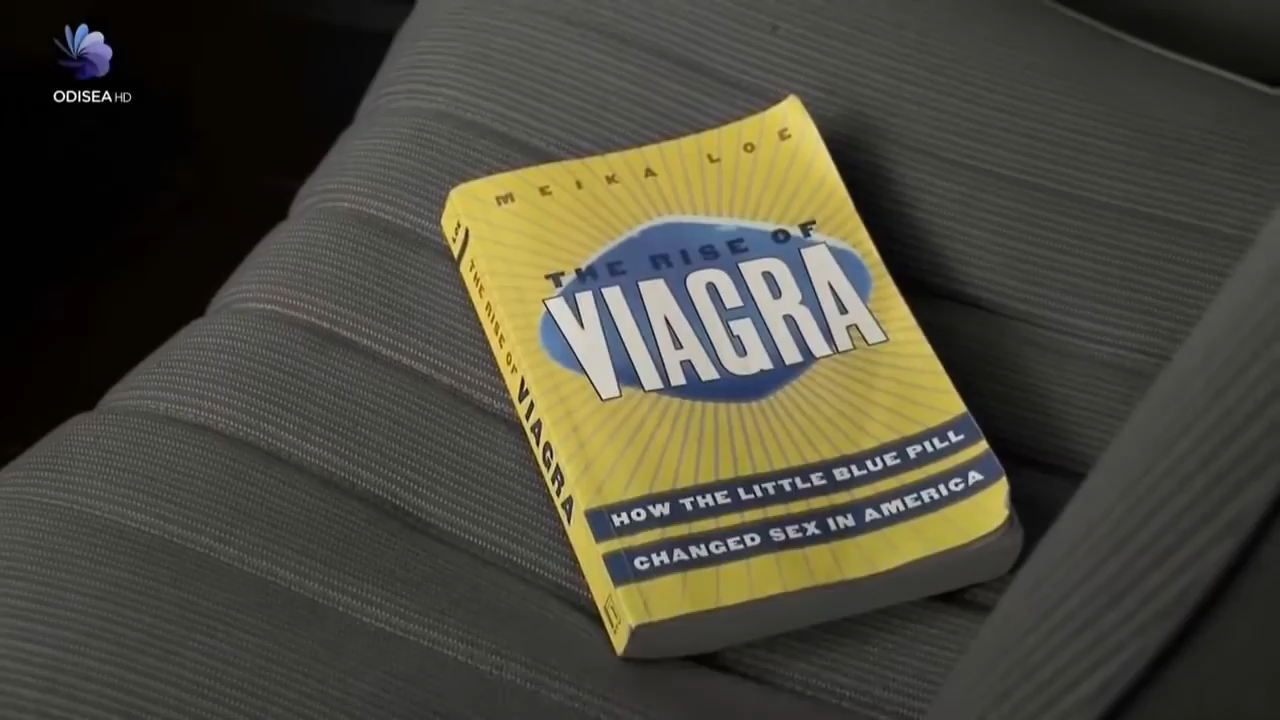 ODISEA HD
MEIKA LOE
THE RISE OF
VIAGRA
HOW THE LITTLE BLUE PILL
CHANGED SEX IN AMERICA
LOE THE RISE OF VIAGRA